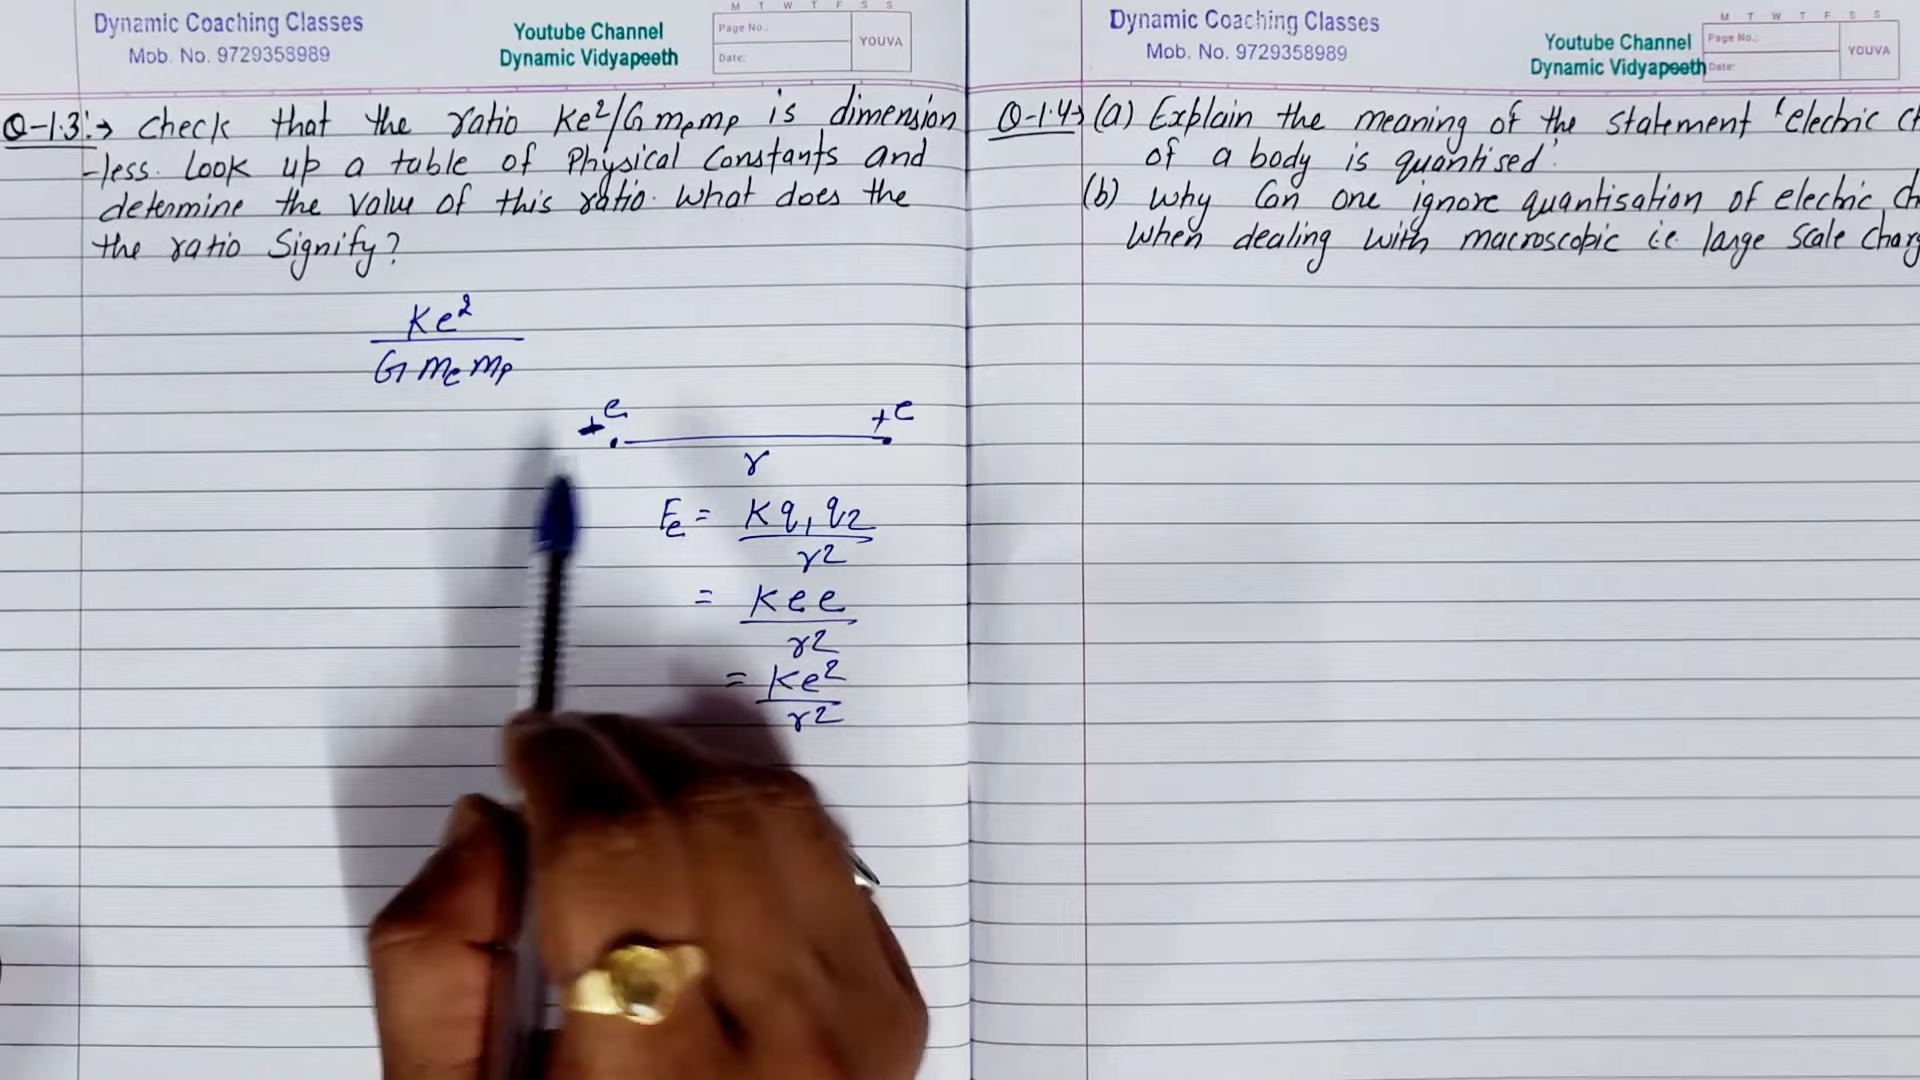 Dynamic Coaching Classes
Mob. No. 9729358989
Youtube Channel
Dynamic Vidyapeeth
M T W T F S S
Page No.:
Date:
YOUVA
Q-1.3:→ Check that the ratio Ke²/G memp is dimension
-less. Look up a table of Physical Constants and
determine the value of this ratio. What does the
the ratio Signify?
Ke²
G me mp
+e +e
r
Fe = Kq1q2
r2
= Kee
r2
= Ke2
r2
Dynamic Coaching Classes
Mob. No. 9729358989
Youtube Channel
Dynamic Vidyapeeth
M T W T F S S
Page No.:
Date:
YOUVA
Q-1.4→ (a) Explain the meaning of the statement 'electric
of a body is quantised'.
(b) Why Can one ignore quantisation of electric
When dealing with macroscopic i.e. large Scale